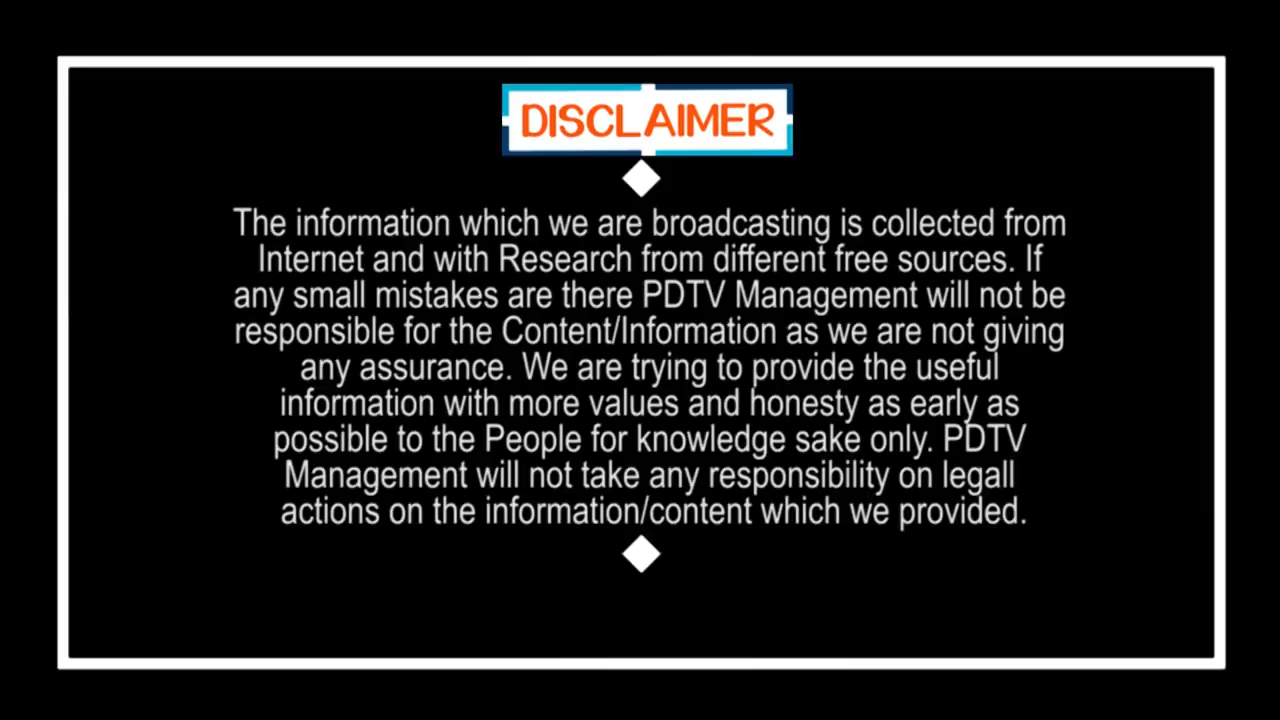 DISCLAIMER
The information which we are broadcasting is collected from
Internet and with Research from different free sources. If
any small mistakes are there PDTV Management will not be
responsible for the Content/Information as we are not giving
any assurance. We are trying to provide the useful
information with more values and honesty as early as
possible to the People for knowledge sake only. PDTV
Management will not take any responsibility on legall
actions on the information/content which we provided.